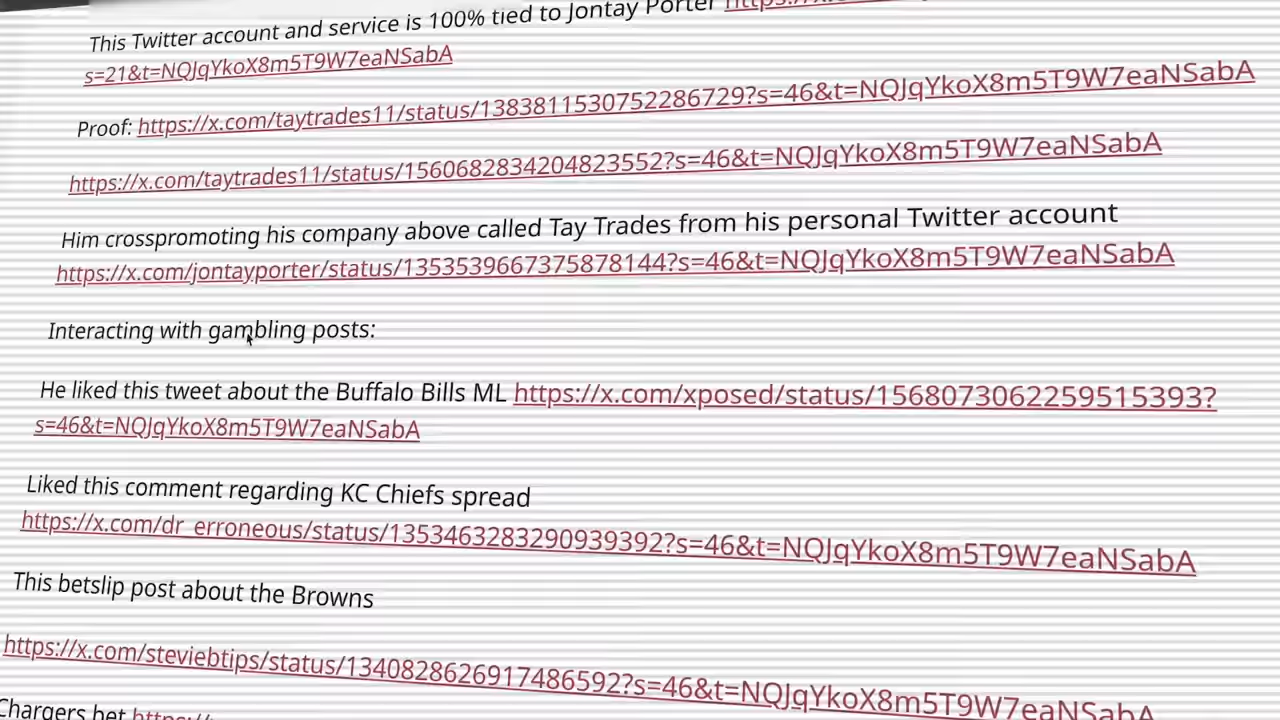 This Twitter account and service is 100% tied to Jontay Porter
s=21&t=NQJqYkoX8m5T9W7eaNSabA
Proof: https://x.com/taytrades11/status/1383811530752286729?s=46&t=NQJqYkoX8m5T9W7eaNSabA
https://x.com/taytrades11/status/1560682834204823552?s=46&t=NQJqYkoX8m5T9W7eaNSabA
Him crosspromoting his company above called Tay Trades from his personal Twitter account
https://x.com/jontayporter/status/1353539667375878144?s=46&t=NQJqYkoX8m5T9W7eaNSabA
Interacting with gambling posts:
He liked this tweet about the Buffalo Bills ML https://x.com/xposed/status/1568073062259515393?
s=46&t=NQJqYkoX8m5T9W7eaNSabA
Liked this comment regarding KC Chiefs spread
https://x.com/dr_erroneous/status/1353463283290939392?s=46&t=NQJqYkoX8m5T9W7eaNSabA
This betslip post about the Browns
https://x.com/steviebtips/status/1340828626917486592?s=46&t=NQJqYkoX8m5T9W7eaNSabA
Chargers bet https:/